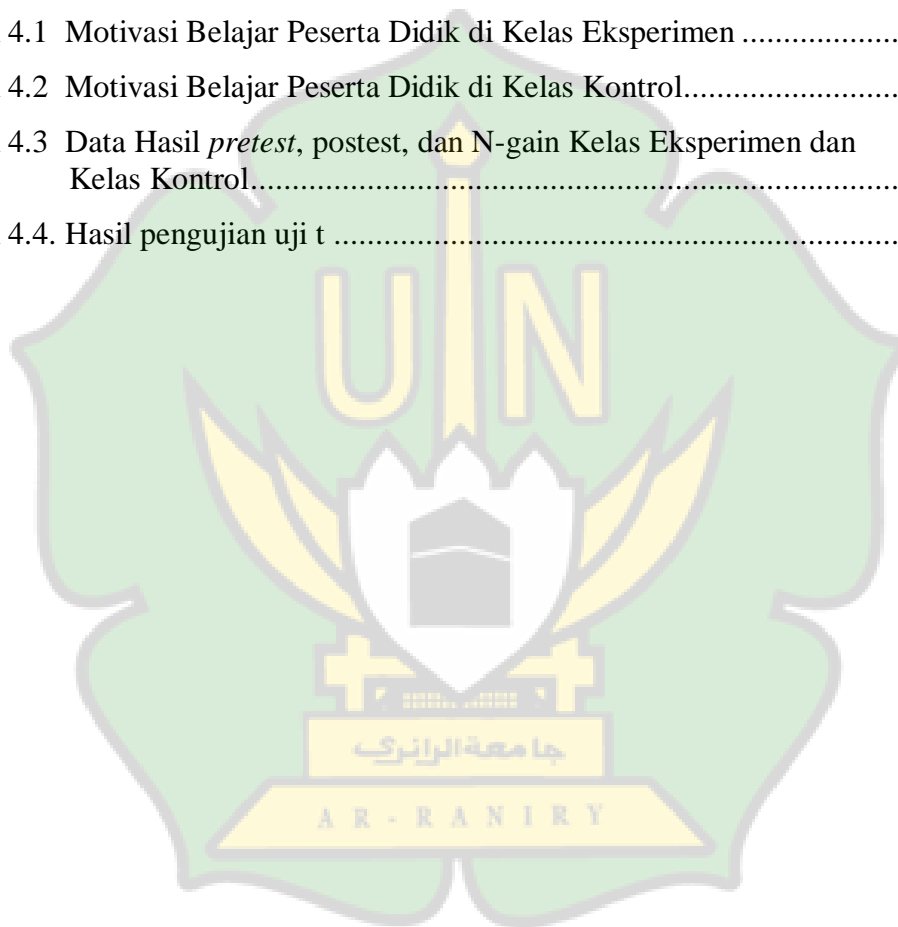 4.1 Motivasi Belajar Peserta Didik di Kelas Eksperimen ...................
4.2 Motivasi Belajar Peserta Didik di Kelas Kontrol..........................
4.3 Data Hasil pretest, postest, dan N-gain Kelas Eksperimen dan
Kelas Kontrol...............................................................................
4.4. Hasil pengujian uji t .....................................................................
UIN
جامعة الرانري
AR-RANIRY